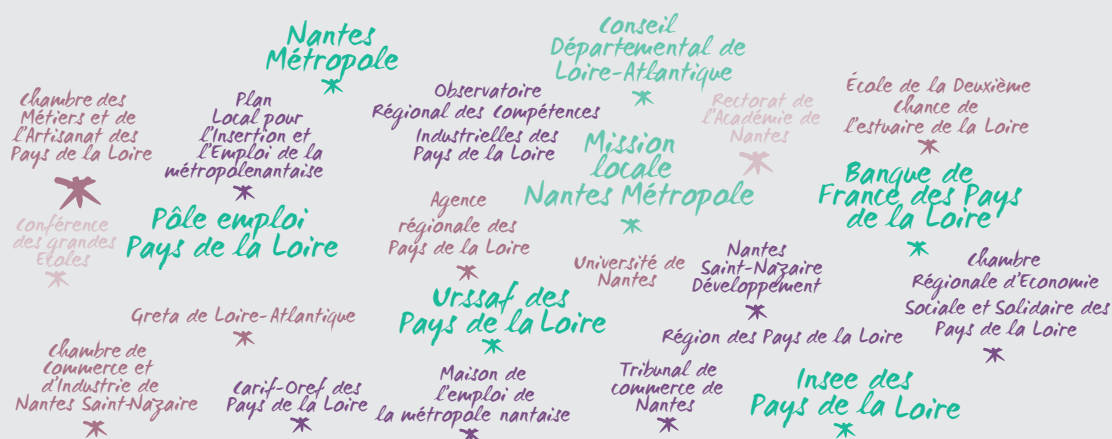 Nantes
Métropole
Conseil
Départemental de
Loire-Atlantique
Chambre des
Métiers et de
l'Artisanat des
Pays de la Loire
Plan
Local pour
l'Insertion et
l'Emploi de la
métropolenantaise
Observatoire
Régional des Compétences
Industrielles des
Pays de la Loire
Rectorat de
l'Académie de
Nantes
École de la Deuxième
Chance de
l'estuaire de la Loire
Mission
locale
Nantes Métropole
Banque de
France des Pays
de la Loire
Conférence
des grandes
Ecoles
Pôle emploi
Pays de la Loire
Agence
régionale des
Pays de la Loire
Université de
Nantes
Nantes
Saint-Nazaire
Développement
Chambre
Régionale d'Economie
Sociale et Solidaire des
Pays de la Loire
Greta de Loire-Atlantique
Urssaf des
Pays de la Loire
Région des Pays de la Loire
Chambre de
Commerce et
d'Industrie de
Nantes Saint-Nazaire
Carif-Oref des
Pays de la Loire
Maison de
l'emploi de
la métropole nantaise
Tribunal de
commerce de
Nantes
Insee des
Pays de la Loire